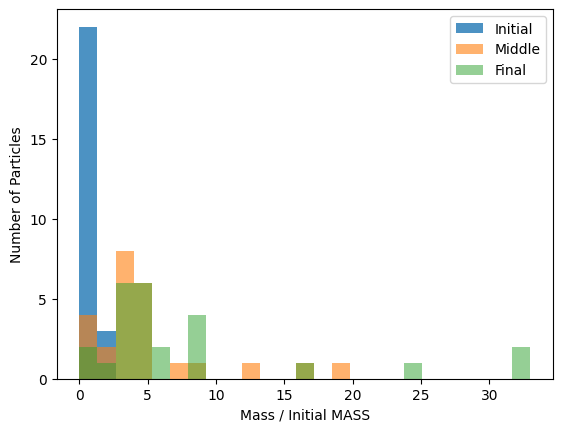 Initial
Middle
Final
20
15
10
5
0
Number of Particles
0 5 10 15 20 25 30
Mass / Initial MASS